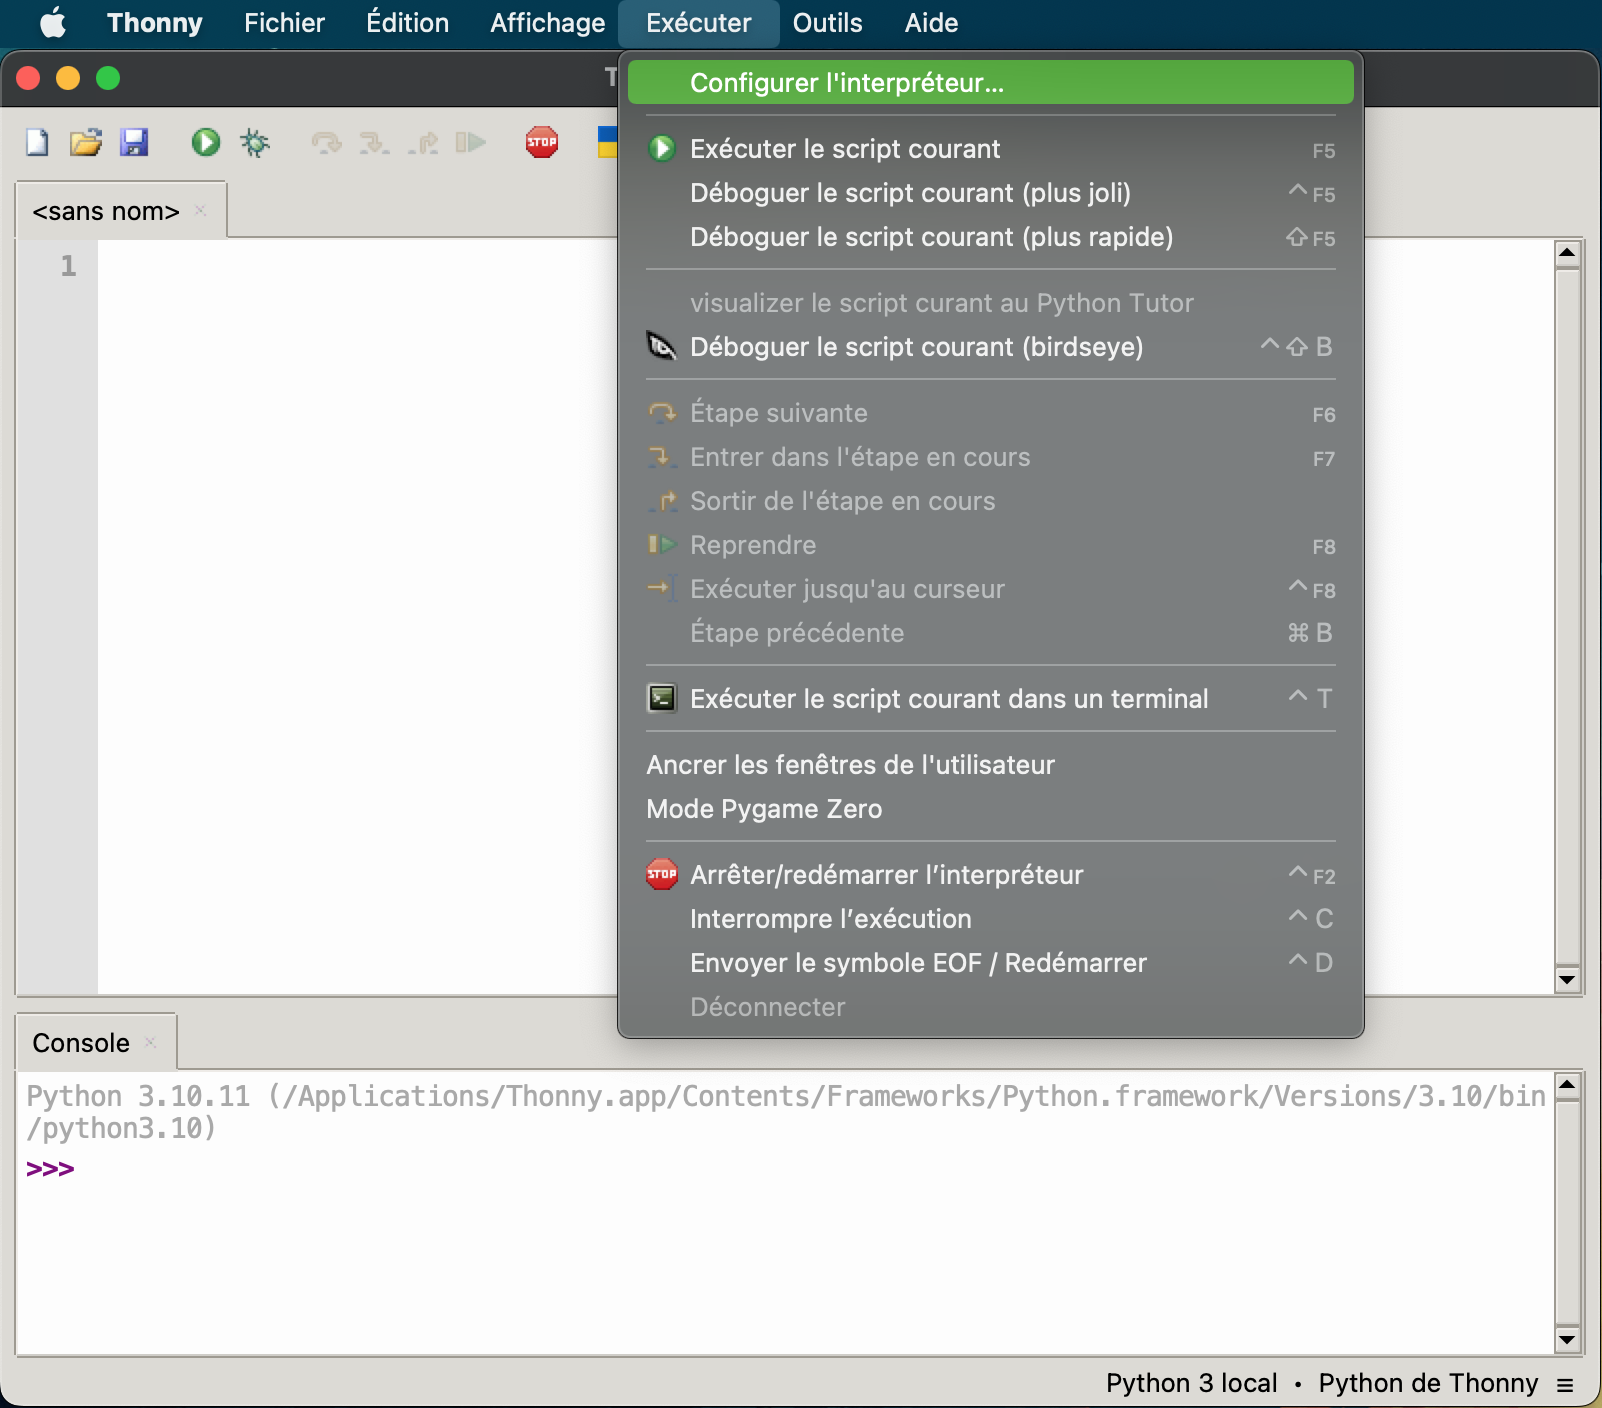 Thonny Fichier Édition Affichage Exécuter Outils Aide
T
Configurer l'interpréteur...
STOP
Exécuter le script courant F5
Déboguer le script courant (plus joli) ^ F5
<sans nom>
Déboguer le script courant (plus rapide) ⇧ F5
1
visualizer le script curant au Python Tutor
Déboguer le script courant (birdseye) ^ ⇧ B
Étape suivante F6
Entrer dans l'étape en cours F7
Sortir de l'étape en cours
Reprendre F8
Exécuter jusqu'au curseur ^ F8
Étape précédente ⌘ B
Exécuter le script courant dans un terminal ^ T
Ancrer les fenêtres de l'utilisateur
Mode Pygame Zero
STOP Arrêter/redémarrer l’interpréteur ^ F2
Interrompre l’exécution ^ C
Envoyer le symbole EOF / Redémarrer ^ D
Déconnecter
Console
Python 3.10.11 (/Applications/Thonny.app/Contents/Frameworks/Python.framework/Versions/3.10/bin
/python3.10)
>>>
Python 3 local • Python de Thonny ≡